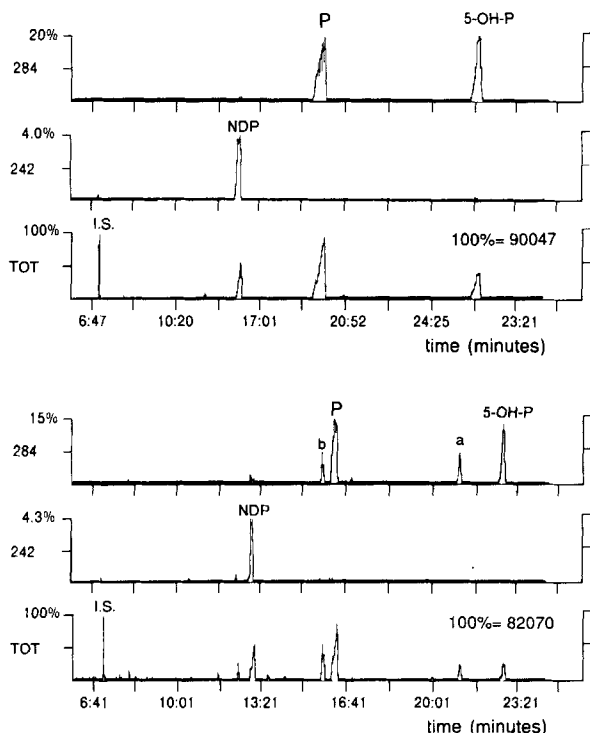 P
5-OH-P
20%
284
NDP
4.0%
242
I.S.
100%
TOT
100%= 90047
6:47 10:20 17:01 20:52 24:25 23:21
time (minutes)
15%
284
b
P
a
5-OH-P
NDP
4.3%
242
I.S.
100%
TOT
100%= 82070
6:41 10:01 13:21 16:41 20:01 23:21
time (minutes)